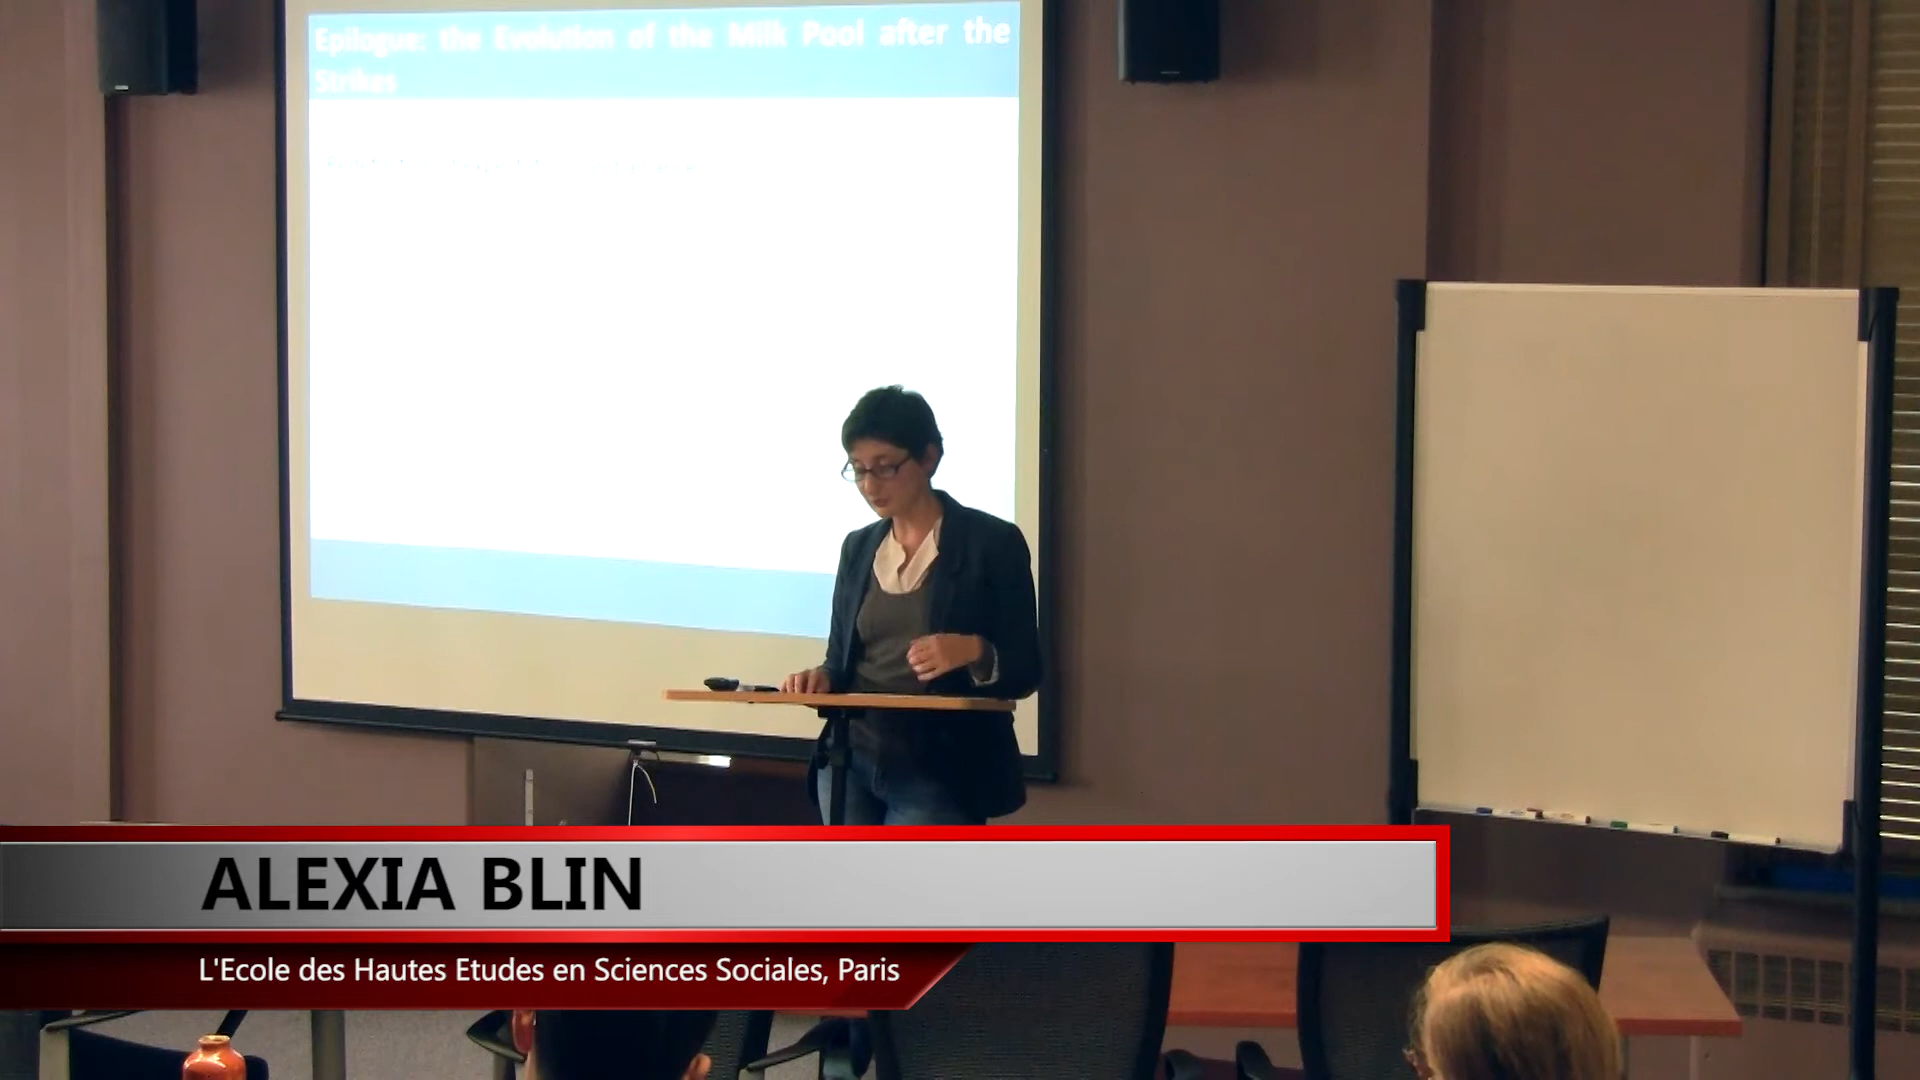 Epilogue: the Evolution of the Milk Pool after the
Strikes
ALEXIA BLIN
L'Ecole des Hautes Etudes en Sciences Sociales, Paris